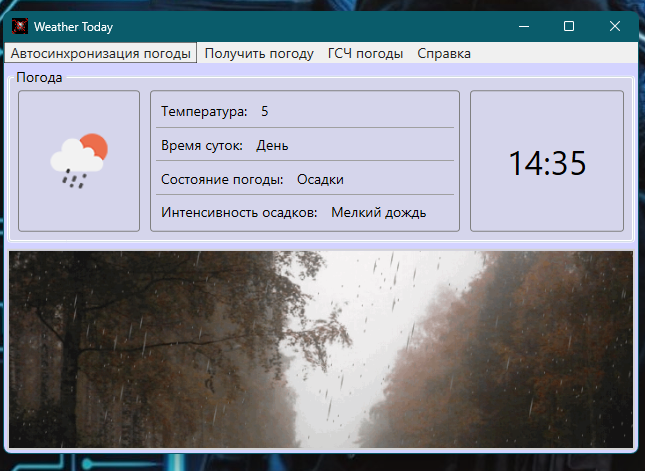 Weather Today
Автосинхронизация погоды Получить погоду ГСЧ погоды Справка
Погода
Температура: 5
Время суток: День
Состояние погоды: Осадки
Интенсивность осадков: Мелкий дождь
14:35